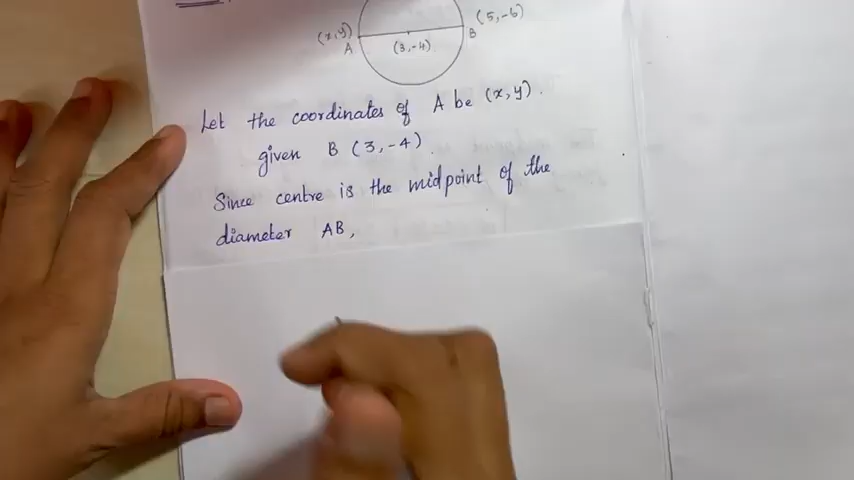 (x,y)
A
(3,-4)
B
(5,-6)
Let the coordinates of A be (x,y).
given B (3,-4).
Since centre is the midpoint of the
diameter AB,